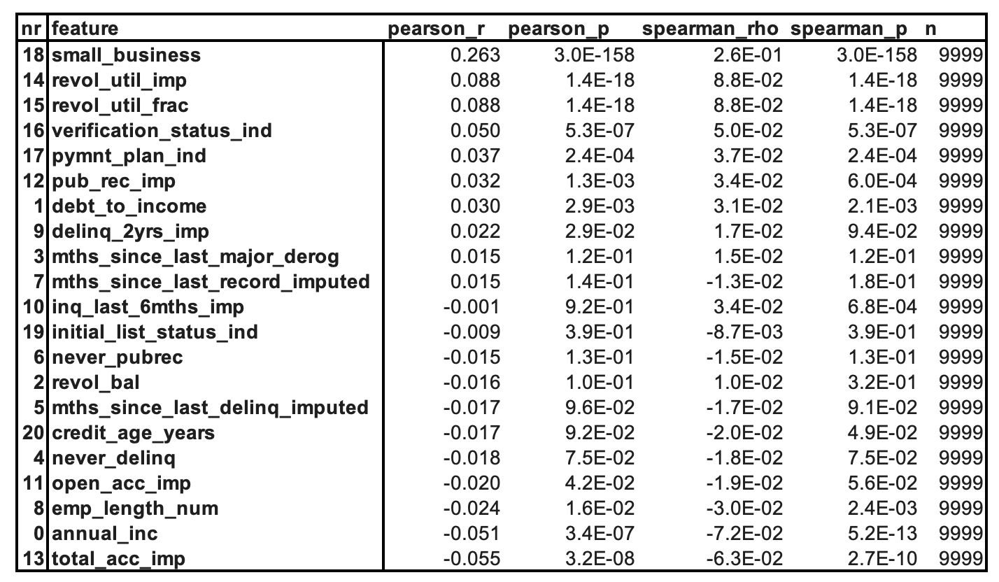 nr feature pearson_r pearson_p spearman_rho spearman_p n
18 small_business 0.263 3.0E-158 2.6E-01 3.0E-158 9999
14 revol_util_imp 0.088 1.4E-18 8.8E-02 1.4E-18 9999
15 revol_util_frac 0.088 1.4E-18 8.8E-02 1.4E-18 9999
16 verification_status_ind 0.050 5.3E-07 5.0E-02 5.3E-07 9999
17 pymnt_plan_ind 0.037 2.4E-04 3.7E-02 2.4E-04 9999
12 pub_rec_imp 0.032 1.3E-03 3.4E-02 6.0E-04 9999
1 debt_to_income 0.030 2.9E-03 3.1E-02 2.1E-03 9999
9 delinq_2yrs_imp 0.022 2.9E-02 1.7E-02 9.4E-02 9999
3 mths_since_last_major_derog 0.015 1.2E-01 1.5E-02 1.2E-01 9999
7 mths_since_last_record_imputed 0.015 1.4E-01 -1.3E-02 1.8E-01 9999
10 inq_last_6mths_imp -0.001 9.2E-01 3.4E-02 6.8E-04 9999
19 initial_list_status_ind -0.009 3.9E-01 -8.7E-03 3.9E-01 9999
6 never_pubrec -0.015 1.3E-01 -1.5E-02 1.3E-01 9999
2 revol_bal -0.016 1.0E-01 1.0E-02 3.2E-01 9999
5 mths_since_last_delinq_imputed -0.017 9.6E-02 -1.7E-02 9.1E-02 9999
20 credit_age_years -0.017 9.2E-02 -2.0E-02 4.9E-02 9999
4 never_delinq -0.018 7.5E-02 -1.8E-02 7.5E-02 9999
11 open_acc_imp -0.020 4.2E-02 -1.9E-02 5.6E-02 9999
8 emp_length_num -0.024 1.6E-02 -3.0E-02 2.4E-03 9999
0 annual_inc -0.051 3.4E-07 -7.2E-02 5.2E-13 9999
13 total_acc_imp -0.055 3.2E-08 -6.3E-02 2.7E-10 9999